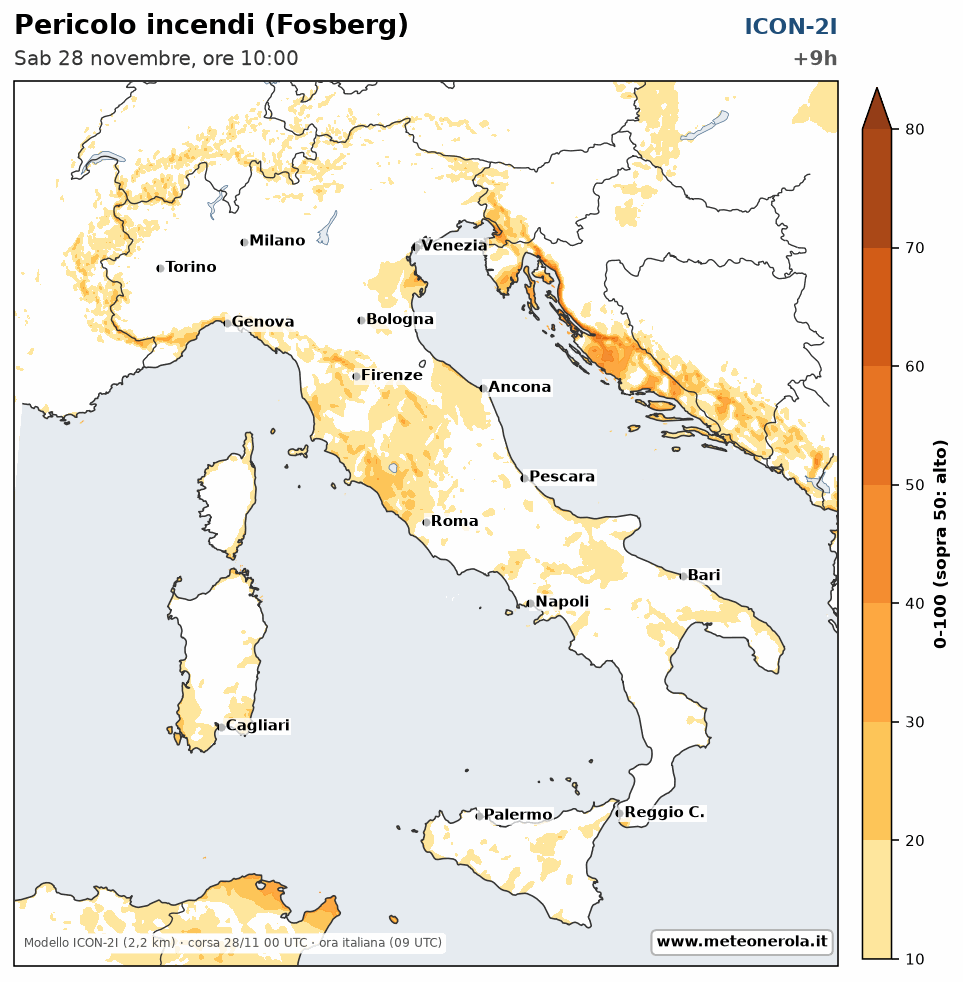 Pericolo incendi (Fosberg)
ICON-2I
Sab 28 novembre, ore 10:00
+9h
Milano
Venezia
Torino
Genova
Bologna
Firenze
Ancona
Pescara
Roma
Bari
Napoli
Cagliari
Palermo
Reggio C.
80
70
60
50
40
30
20
10
0-100 (sopra 50: alto)
Modello ICON-2I (2,2 km) · corsa 28/11 00 UTC · ora italiana (09 UTC)
www.meteonerola.it